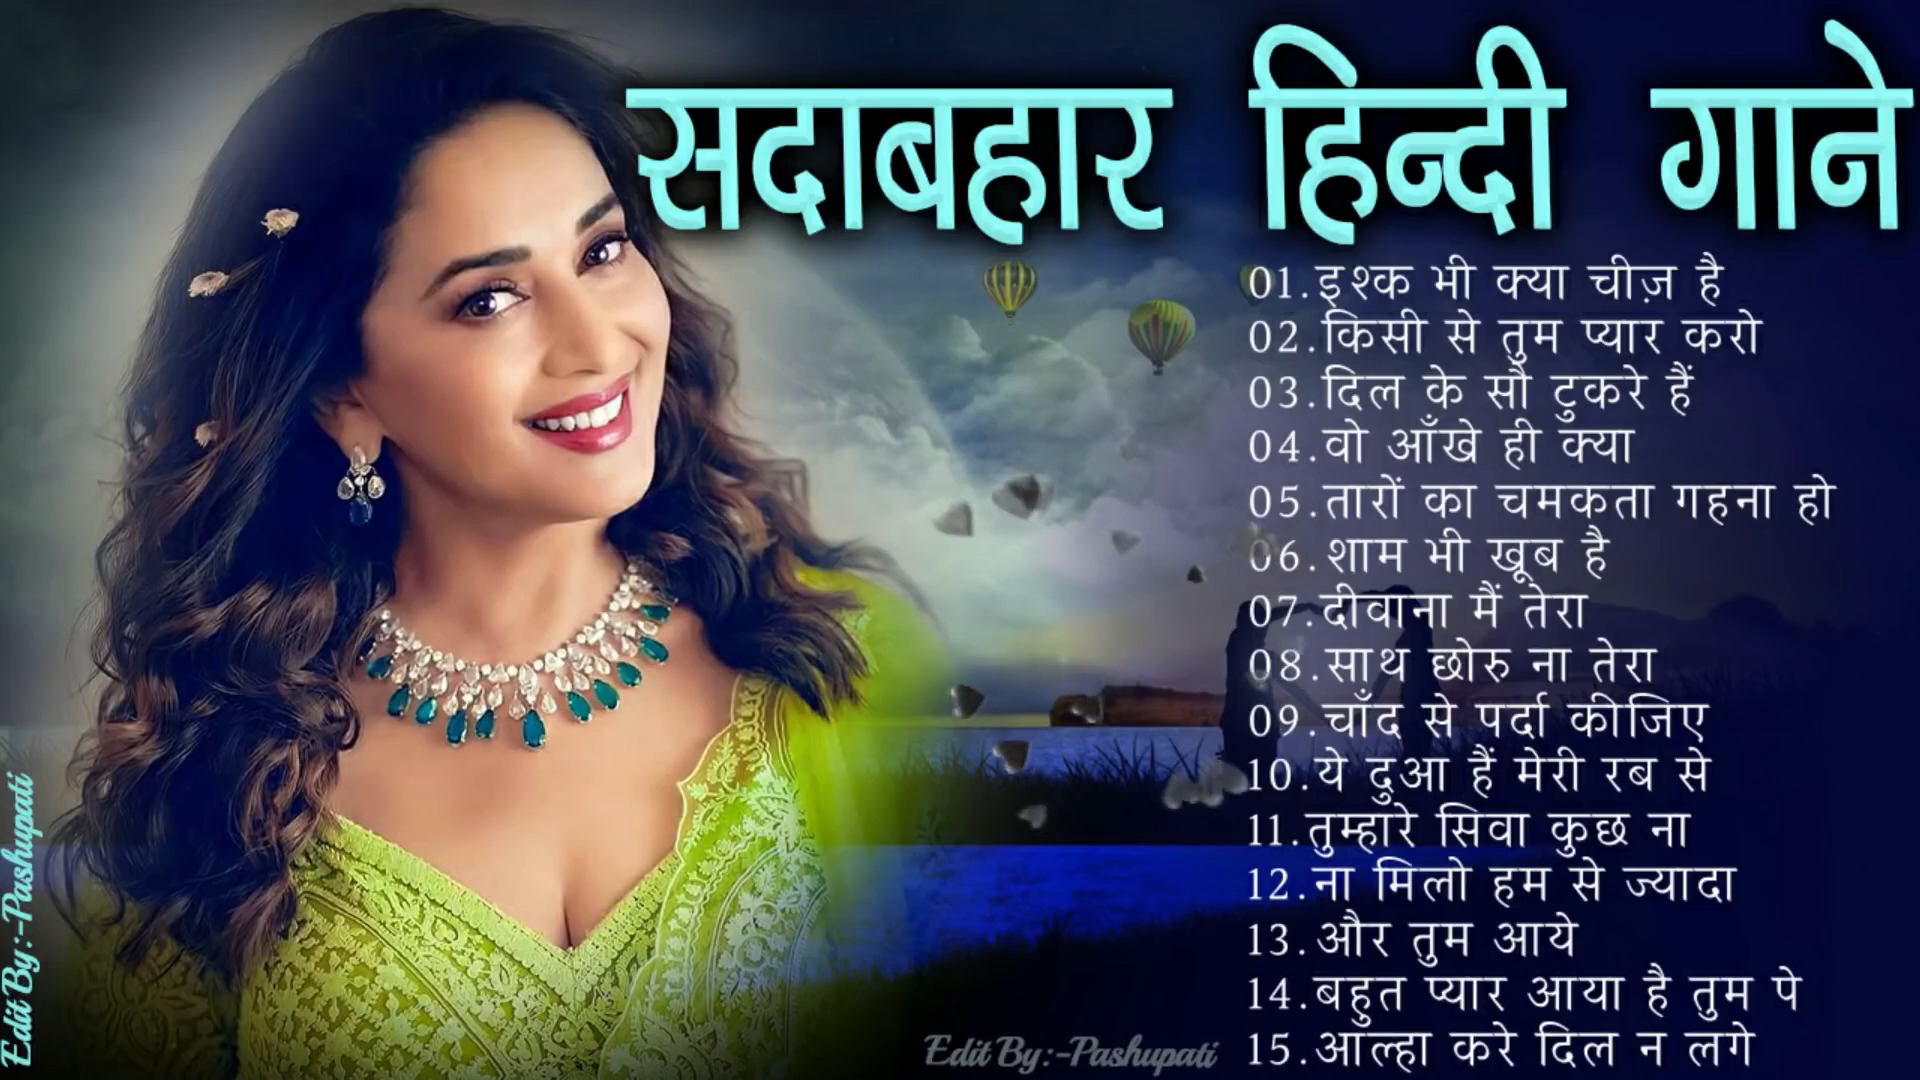 सदाबहार हिन्दी गाने
01.इश्क भी क्या चीज़ है
02.किसी से तुम प्यार करो
03.दिल के सौ टुकरे हैं
04.वो आँखे ही क्या
05.तारों का चमकता गहना हो
06.शाम भी खूब है
07.दीवाना मैं तेरा
08.साथ छोरु ना तेरा
09.चाँद से पर्दा कीजिए
10.ये दुआ हैं मेरी रब से
11.तुम्हारे सिवा कुछ ना
12.ना मिलो हम से ज्यादा
13.और तुम आये
14.बहुत प्यार आया है तुम पे
15.आल्हा करे दिल न लगे
Edit By:-Pashupati
Edit By:-Pashupati